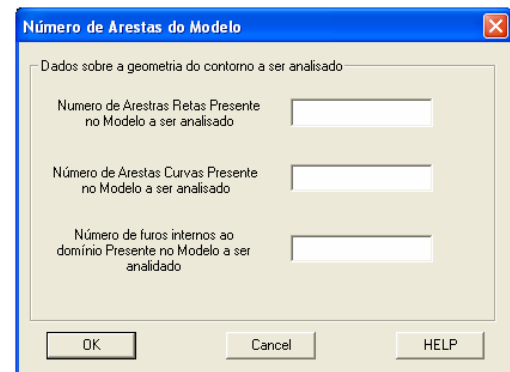 Número de Arestas do Modelo
Dados sobre a geometria do contorno a ser analisado
Numero de Arestras Retas Presente
no Modelo a ser analisado
Número de Arestas Curvas Presente
no Modelo a ser analisado
Número de furos internos ao
domínio Presente no Modelo a ser
analidado
OK
Cancel
HELP